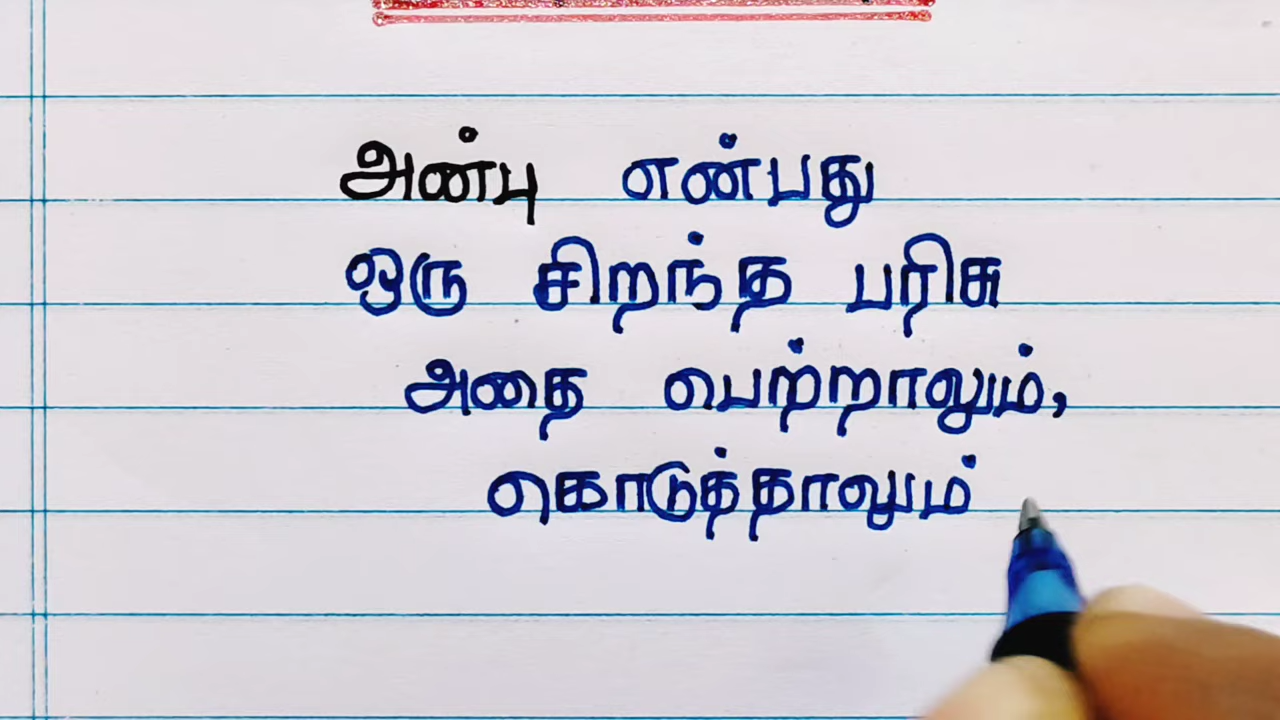 அன்பு என்பது
ஒரு சிறந்த பரிசு
அதை பெற்றாலும்,
கொடுத்தாலும்